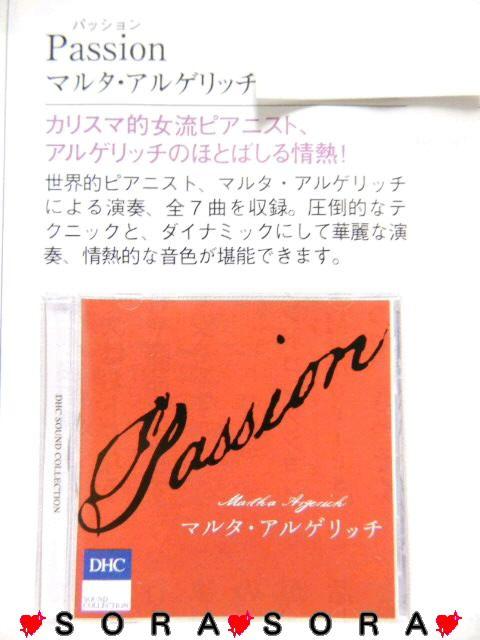 パッション
Passion
マルタ・アルゲリッチ
カリスマ的女流ピアニスト、
アルゲリッチのほとばしる情熱!
世界的ピアニスト、マルタ・アルゲリッチ
による演奏、全7曲を収録。圧倒的なテ
クニックと、ダイナミックにして華麗な演
奏、情熱的な音色が堪能できます。
DHC SOUND COLLECTION
Passion
Martha Argerich
マルタ・アルゲリッチ
DHC
SOUND
COLLECTION
SORA SORA